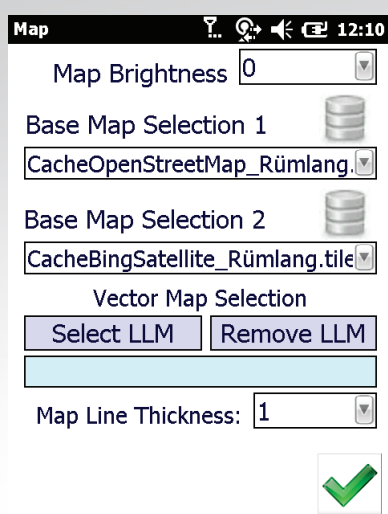 Map 12:10
Map Brightness 0
Base Map Selection 1
CacheOpenStreetMap_Rümlang.
Base Map Selection 2
CacheBingSatellite_Rümlang.tile
Vector Map Selection
Select LLM Remove LLM
Map Line Thickness: 1